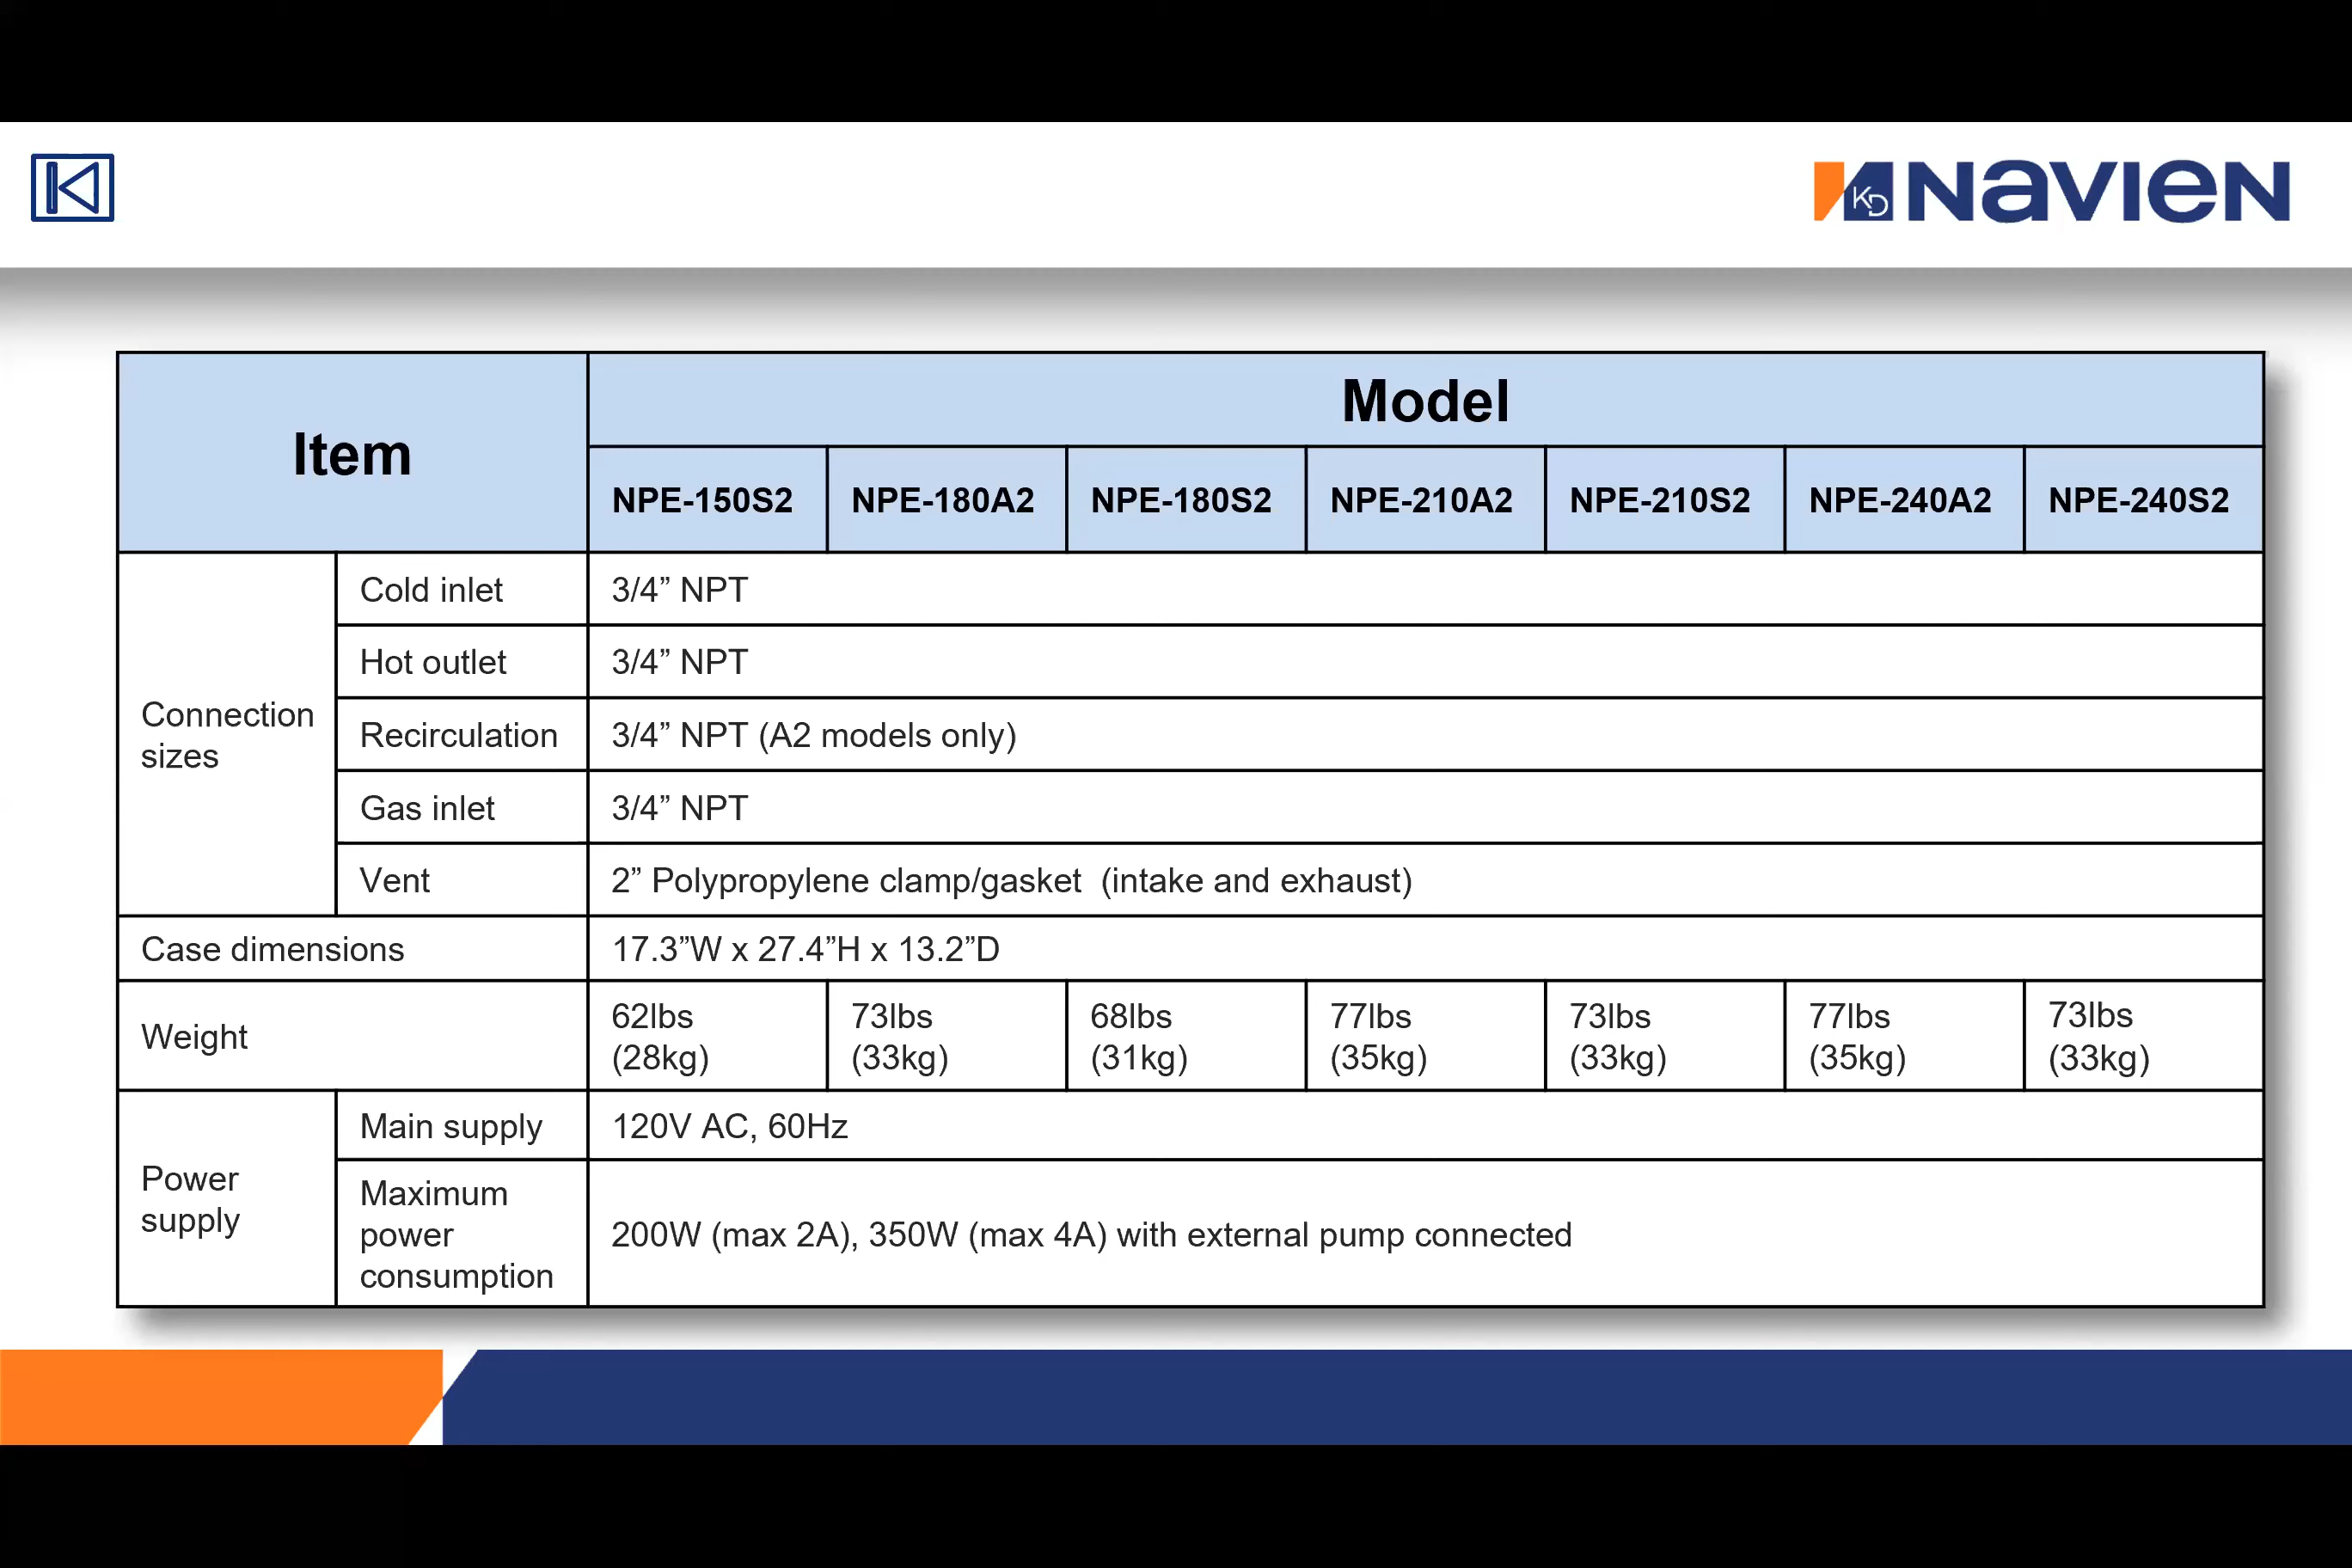 KD NAVIEN
Item
Model
NPE-150S2 NPE-180A2 NPE-180S2 NPE-210A2 NPE-210S2 NPE-240A2 NPE-240S2
Connection
sizes
Cold inlet 3/4” NPT
Hot outlet 3/4” NPT
Recirculation 3/4” NPT (A2 models only)
Gas inlet 3/4” NPT
Vent 2” Polypropylene clamp/gasket (intake and exhaust)
Case dimensions 17.3”W x 27.4”H x 13.2”D
Weight
62lbs 73lbs 68lbs 77lbs 73lbs 77lbs 73lbs
(28kg) (33kg) (31kg) (35kg) (33kg) (35kg) (33kg)
Power
supply
Main supply 120V AC, 60Hz
Maximum
power
consumption
200W (max 2A), 350W (max 4A) with external pump connected